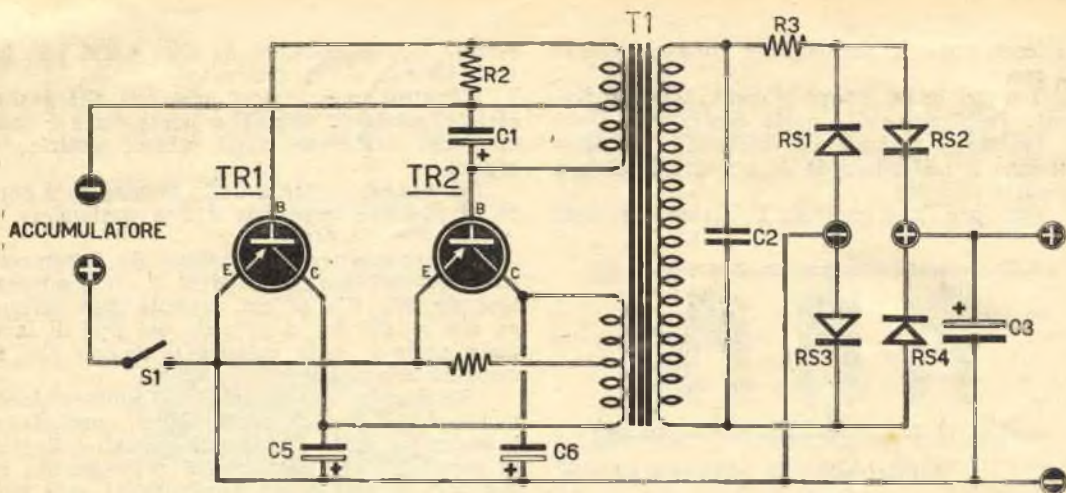 T1
R3
R2
C1
+
RS1
RS2
TR1
TR2
B
B
−
ACCUMULATORE
+
C2
−
+
+
E
C
E
C
+
C3
RS3
RS4
S1
C5
+
C6
+
−